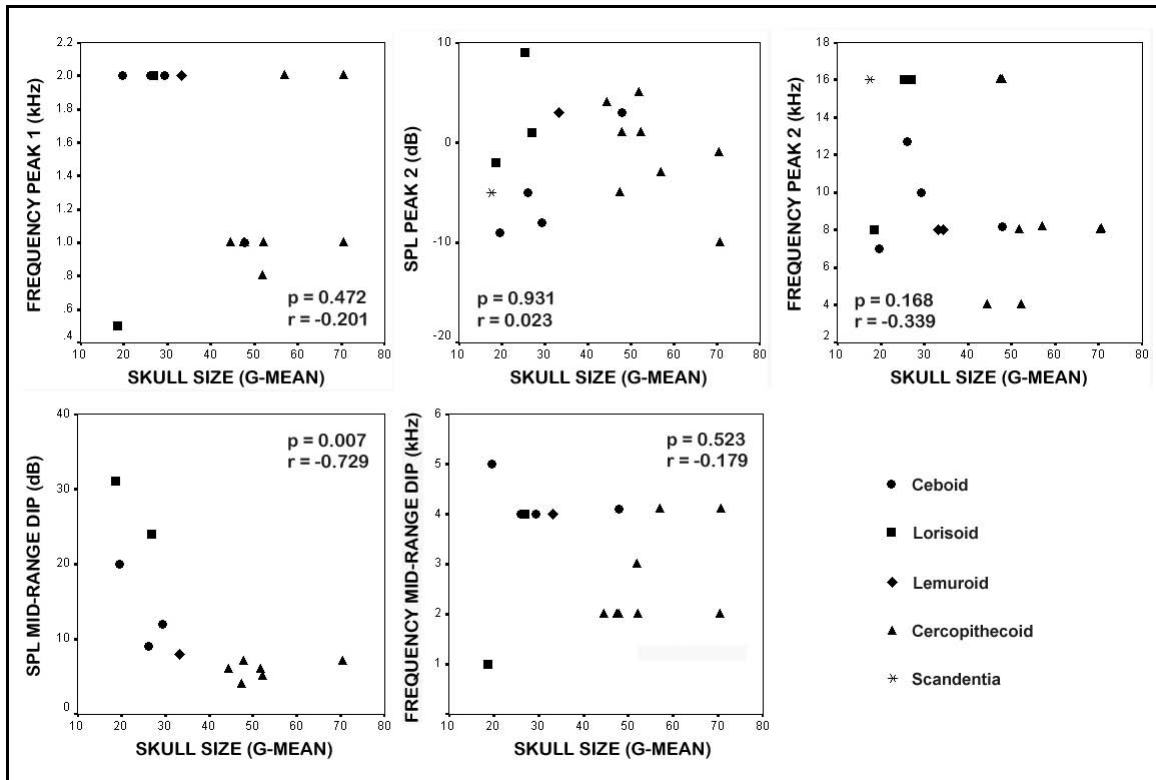 FREQUENCY PEAK 1 (kHz)
2.2
2.0
1.8
1.6
1.4
1.2
1.0
.8
.6
.4
p = 0.472
r = -0.201
10 20 30 40 50 60 70 80
SKULL SIZE (G-MEAN)
SPL PEAK 2 (dB)
10
0
-10
-20
p = 0.931
r = 0.023
10 20 30 40 50 60 70 80
SKULL SIZE (G-MEAN)
FREQUENCY PEAK 2 (kHz)
18
16
14
12
10
8
6
4
2
p = 0.168
r = -0.339
10 20 30 40 50 60 70 80
SKULL SIZE (G-MEAN)
SPL MID-RANGE DIP (dB)
40
30
20
10
0
p = 0.007
r = -0.729
10 20 30 40 50 60 70 80
SKULL SIZE (G-MEAN)
FREQUENCY MID-RANGE DIP (kHz)
6
5
4
3
2
1
p = 0.523
r = -0.179
10 20 30 40 50 60 70 80
SKULL SIZE (G-MEAN)
Ceboid
Lorisoid
Lemuroid
Cercopithecoid
Scandentia